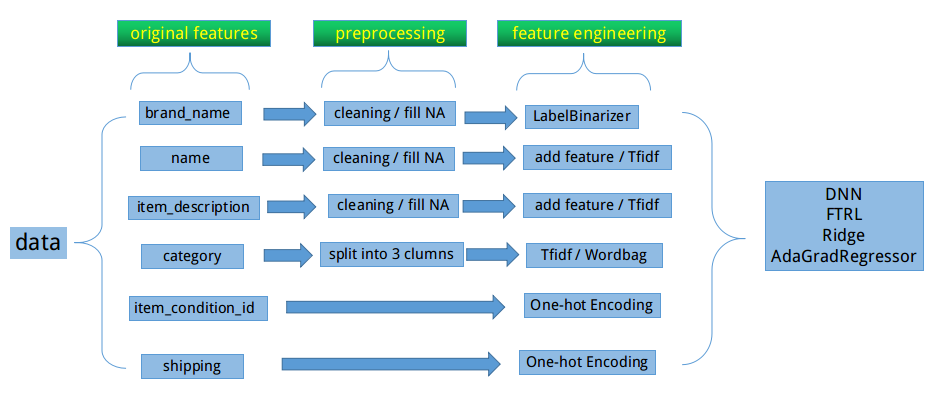 original features
preprocessing
feature engineering
brand_name
cleaning / fill NA
LabelBinarizer
name
cleaning / fill NA
add feature / Tfidf
item_description
cleaning / fill NA
add feature / Tfidf
data
category
split into 3 clumns
Tfidf / Wordbag
item_condition_id
One-hot Encoding
shipping
One-hot Encoding
DNN
FTRL
Ridge
AdaGradRegressor